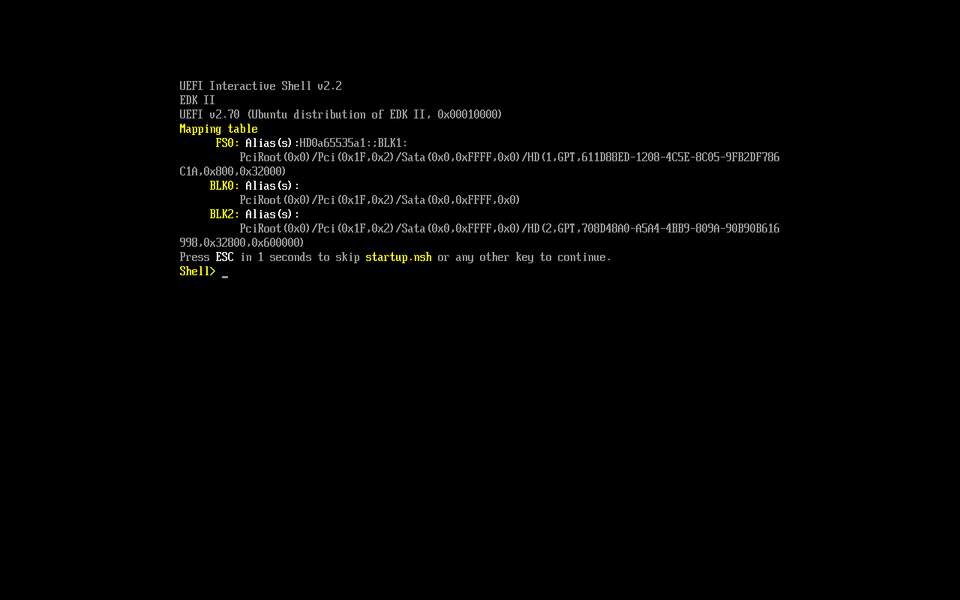 UEFI Interactive Shell v2.2
EDK II
UEFI v2.70 (Ubuntu distribution of EDK II, 0x00010000)
Mapping table
FS0: Alias(s):HD0a65535a1:;BLK1:
PciRoot(0x0)/Pci(0x1F,0x2)/Sata(0x0,0xFFFF,0x0)/HD(1,GPT,611D88ED-1208-4C5E-8C05-9FB2DF786
C1A,0x800,0x32000)
BLK0: Alias(s):
PciRoot(0x0)/Pci(0x1F,0x2)/Sata(0x0,0xFFFF,0x0)
BLK2: Alias(s):
PciRoot(0x0)/Pci(0x1F,0x2)/Sata(0x0,0xFFFF,0x0)/HD(2,GPT,708D48A0-A5A4-4BB9-809A-90B90B616
998,0x32800,0x600000)
Press ESC in 1 seconds to skip startup.nsh or any other key to continue.
Shell> _